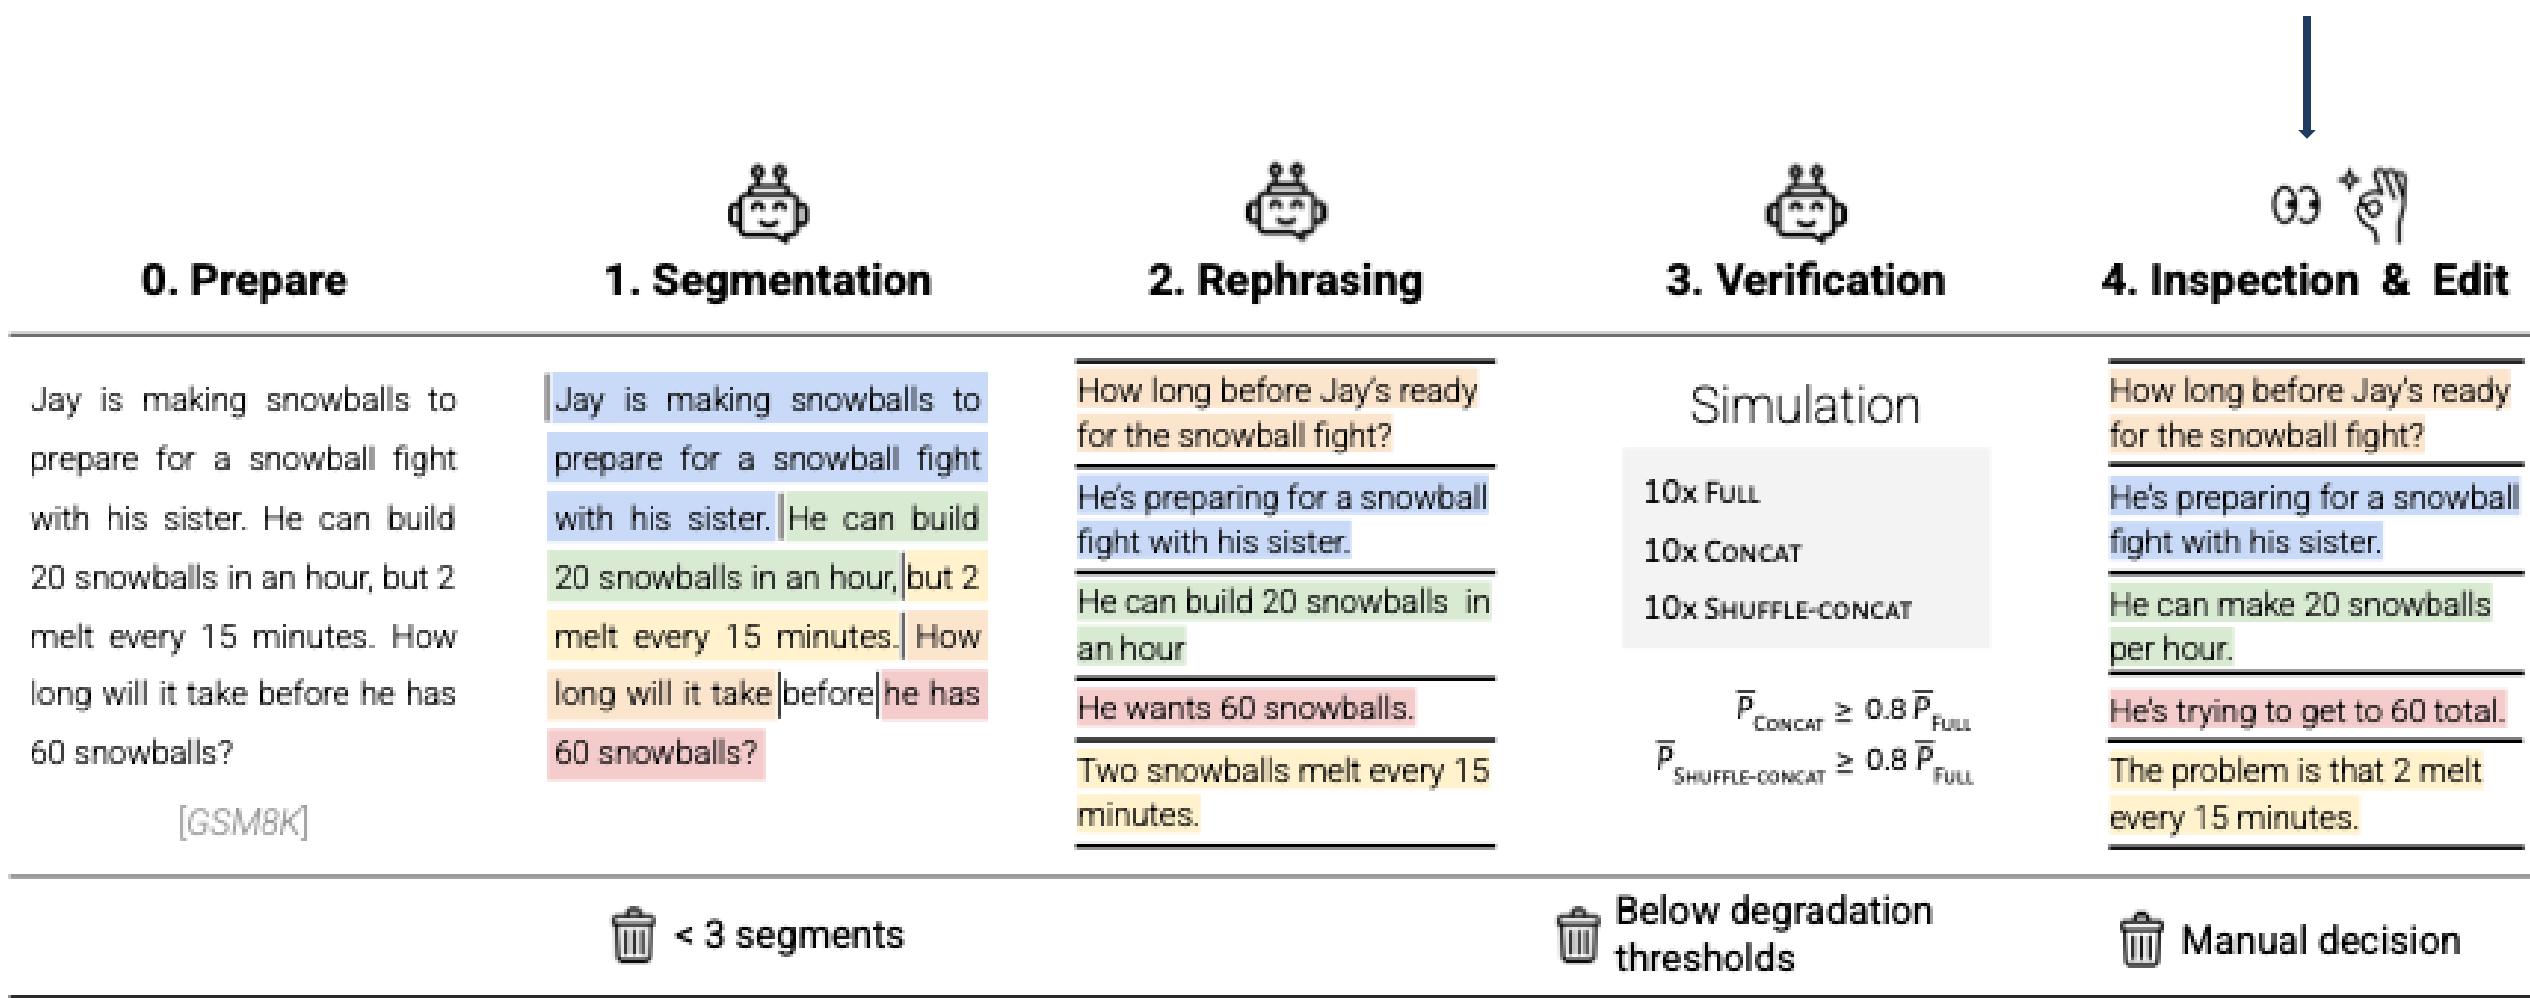 0. Prepare
1. Segmentation
2. Rephrasing
3. Verification
4. Inspection & Edit
Jay is making snowballs to
prepare for a snowball fight
with his sister. He can build
20 snowballs in an hour, but 2
melt every 15 minutes. How
long will it take before he has
60 snowballs?
[GSM8K]
Jay is making snowballs to
prepare for a snowball fight
with his sister. He can build
20 snowballs in an hour, but 2
melt every 15 minutes. How
long will it take before he has
60 snowballs?
How long before Jay's ready
for the snowball fight?
He's preparing for a snowball
fight with his sister.
He can build 20 snowballs in
an hour
He wants 60 snowballs.
Two snowballs melt every 15
minutes.
Simulation
10x FULL
10x CONCAT
10x SHUFFLE-CONCAT
P̅ CONCAT ≥ 0.8 P̅ FULL
P̅ SHUFFLE-CONCAT ≥ 0.8 P̅ FULL
How long before Jay's ready
for the snowball fight?
He's preparing for a snowball
fight with his sister.
He can make 20 snowballs
per hour.
He's trying to get to 60 total.
The problem is that 2 melt
every 15 minutes.
< 3 segments
Below degradation
thresholds
Manual decision